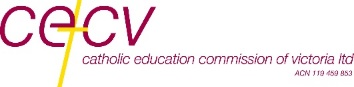 cecv
catholic education commission of victoria ltd
ACN 119 459 853